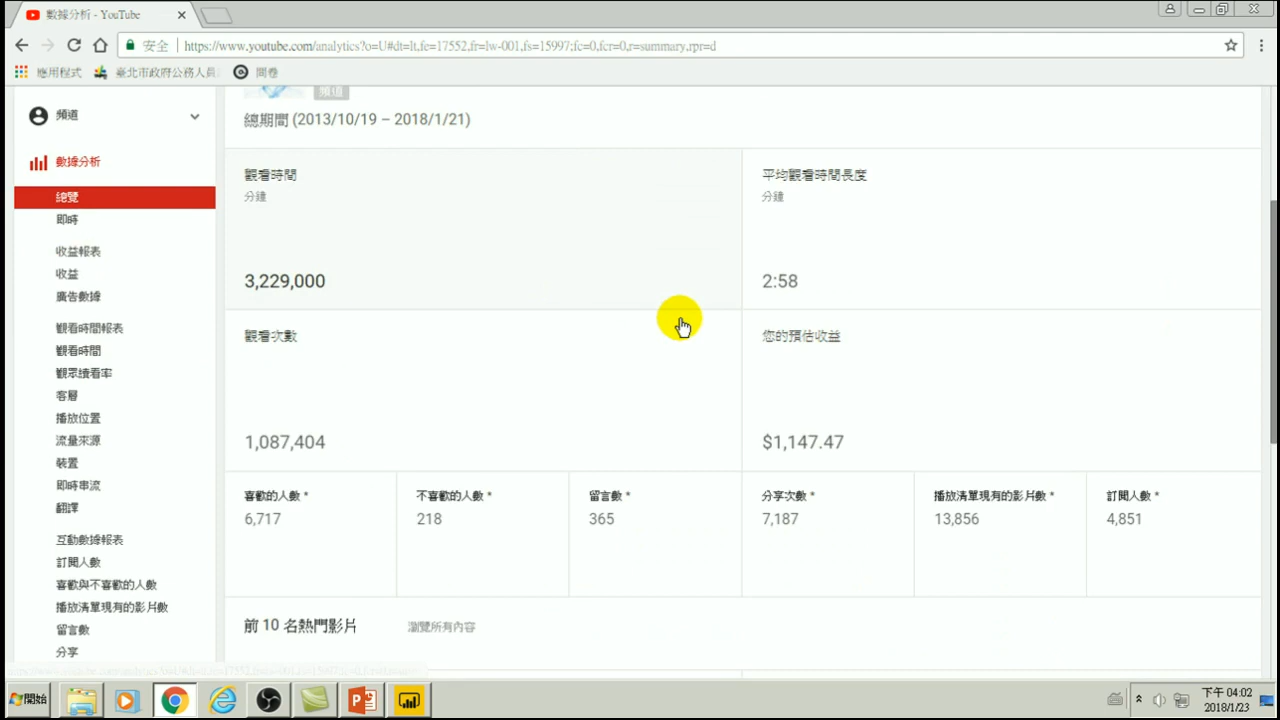 數據分析 - YouTube
安全 https://www.youtube.com/analytics?o=U#dt=lt,fc=17552,fr=lw-001,fs=15997;fc=0,fcr=0,r=summary,rpr=d
應用程式 臺北市政府公務人員 問卷
頻道
頻道
總期間 (2013/10/19 – 2018/1/21)
數據分析
總覽
即時
收益報表
收益
廣告數據
觀看時間報表
觀看時間
觀眾續看率
客層
播放位置
流量來源
裝置
即時串流
翻譯
互動數據報表
訂閱人數
喜歡與不喜歡的人數
播放清單現有的影片數
留言數
分享
觀看時間
分鐘
3,229,000
平均觀看時間長度
分鐘
2:58
觀看次數
1,087,404
您的預估收益
$1,147.47
喜歡的人數 *
6,717
不喜歡的人數 *
218
留言數 *
365
分享次數 *
7,187
播放清單現有的影片數 *
13,856
訂閱人數 *
4,851
前 10 名熱門影片 瀏覽所有內容
開始
下午 04:02
2018/1/23